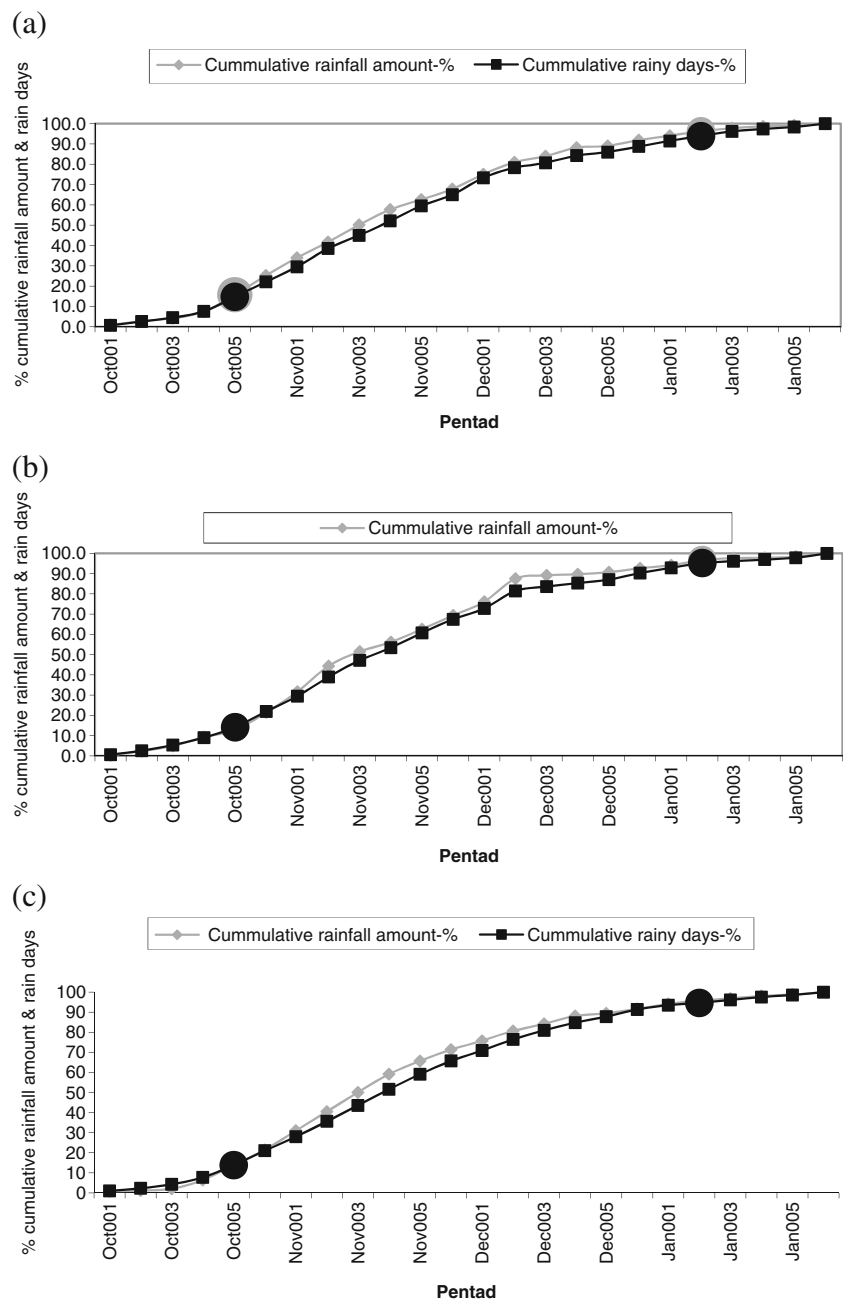 (a)
Cummulative rainfall amount-% Cummulative rainy days-%
% cumulative rainfall amount & rain days
100.0
90.0
80.0
70.0
60.0
50.0
40.0
30.0
20.0
10.0
0.0
Oct001 Oct003 Oct005 Nov001 Nov003 Nov005 Dec001 Dec003 Dec005 Jan001 Jan003 Jan005
Pentad
(b)
Cummulative rainfall amount-%
% cumulative rainfall amount & rain days
100.0
90.0
80.0
70.0
60.0
50.0
40.0
30.0
20.0
10.0
0.0
Oct001 Oct003 Oct005 Nov001 Nov003 Nov005 Dec001 Dec003 Dec005 Jan001 Jan003 Jan005
Pentad
(c)
Cummulative rainfall amount-% Cummulative rainy days-%
% cumulative rainfall amount & rain days
100
90
80
70
60
50
40
30
20
10
0
Oct001 Oct003 Oct005 Nov001 Nov003 Nov005 Dec001 Dec003 Dec005 Jan001 Jan003 Jan005
Pentad